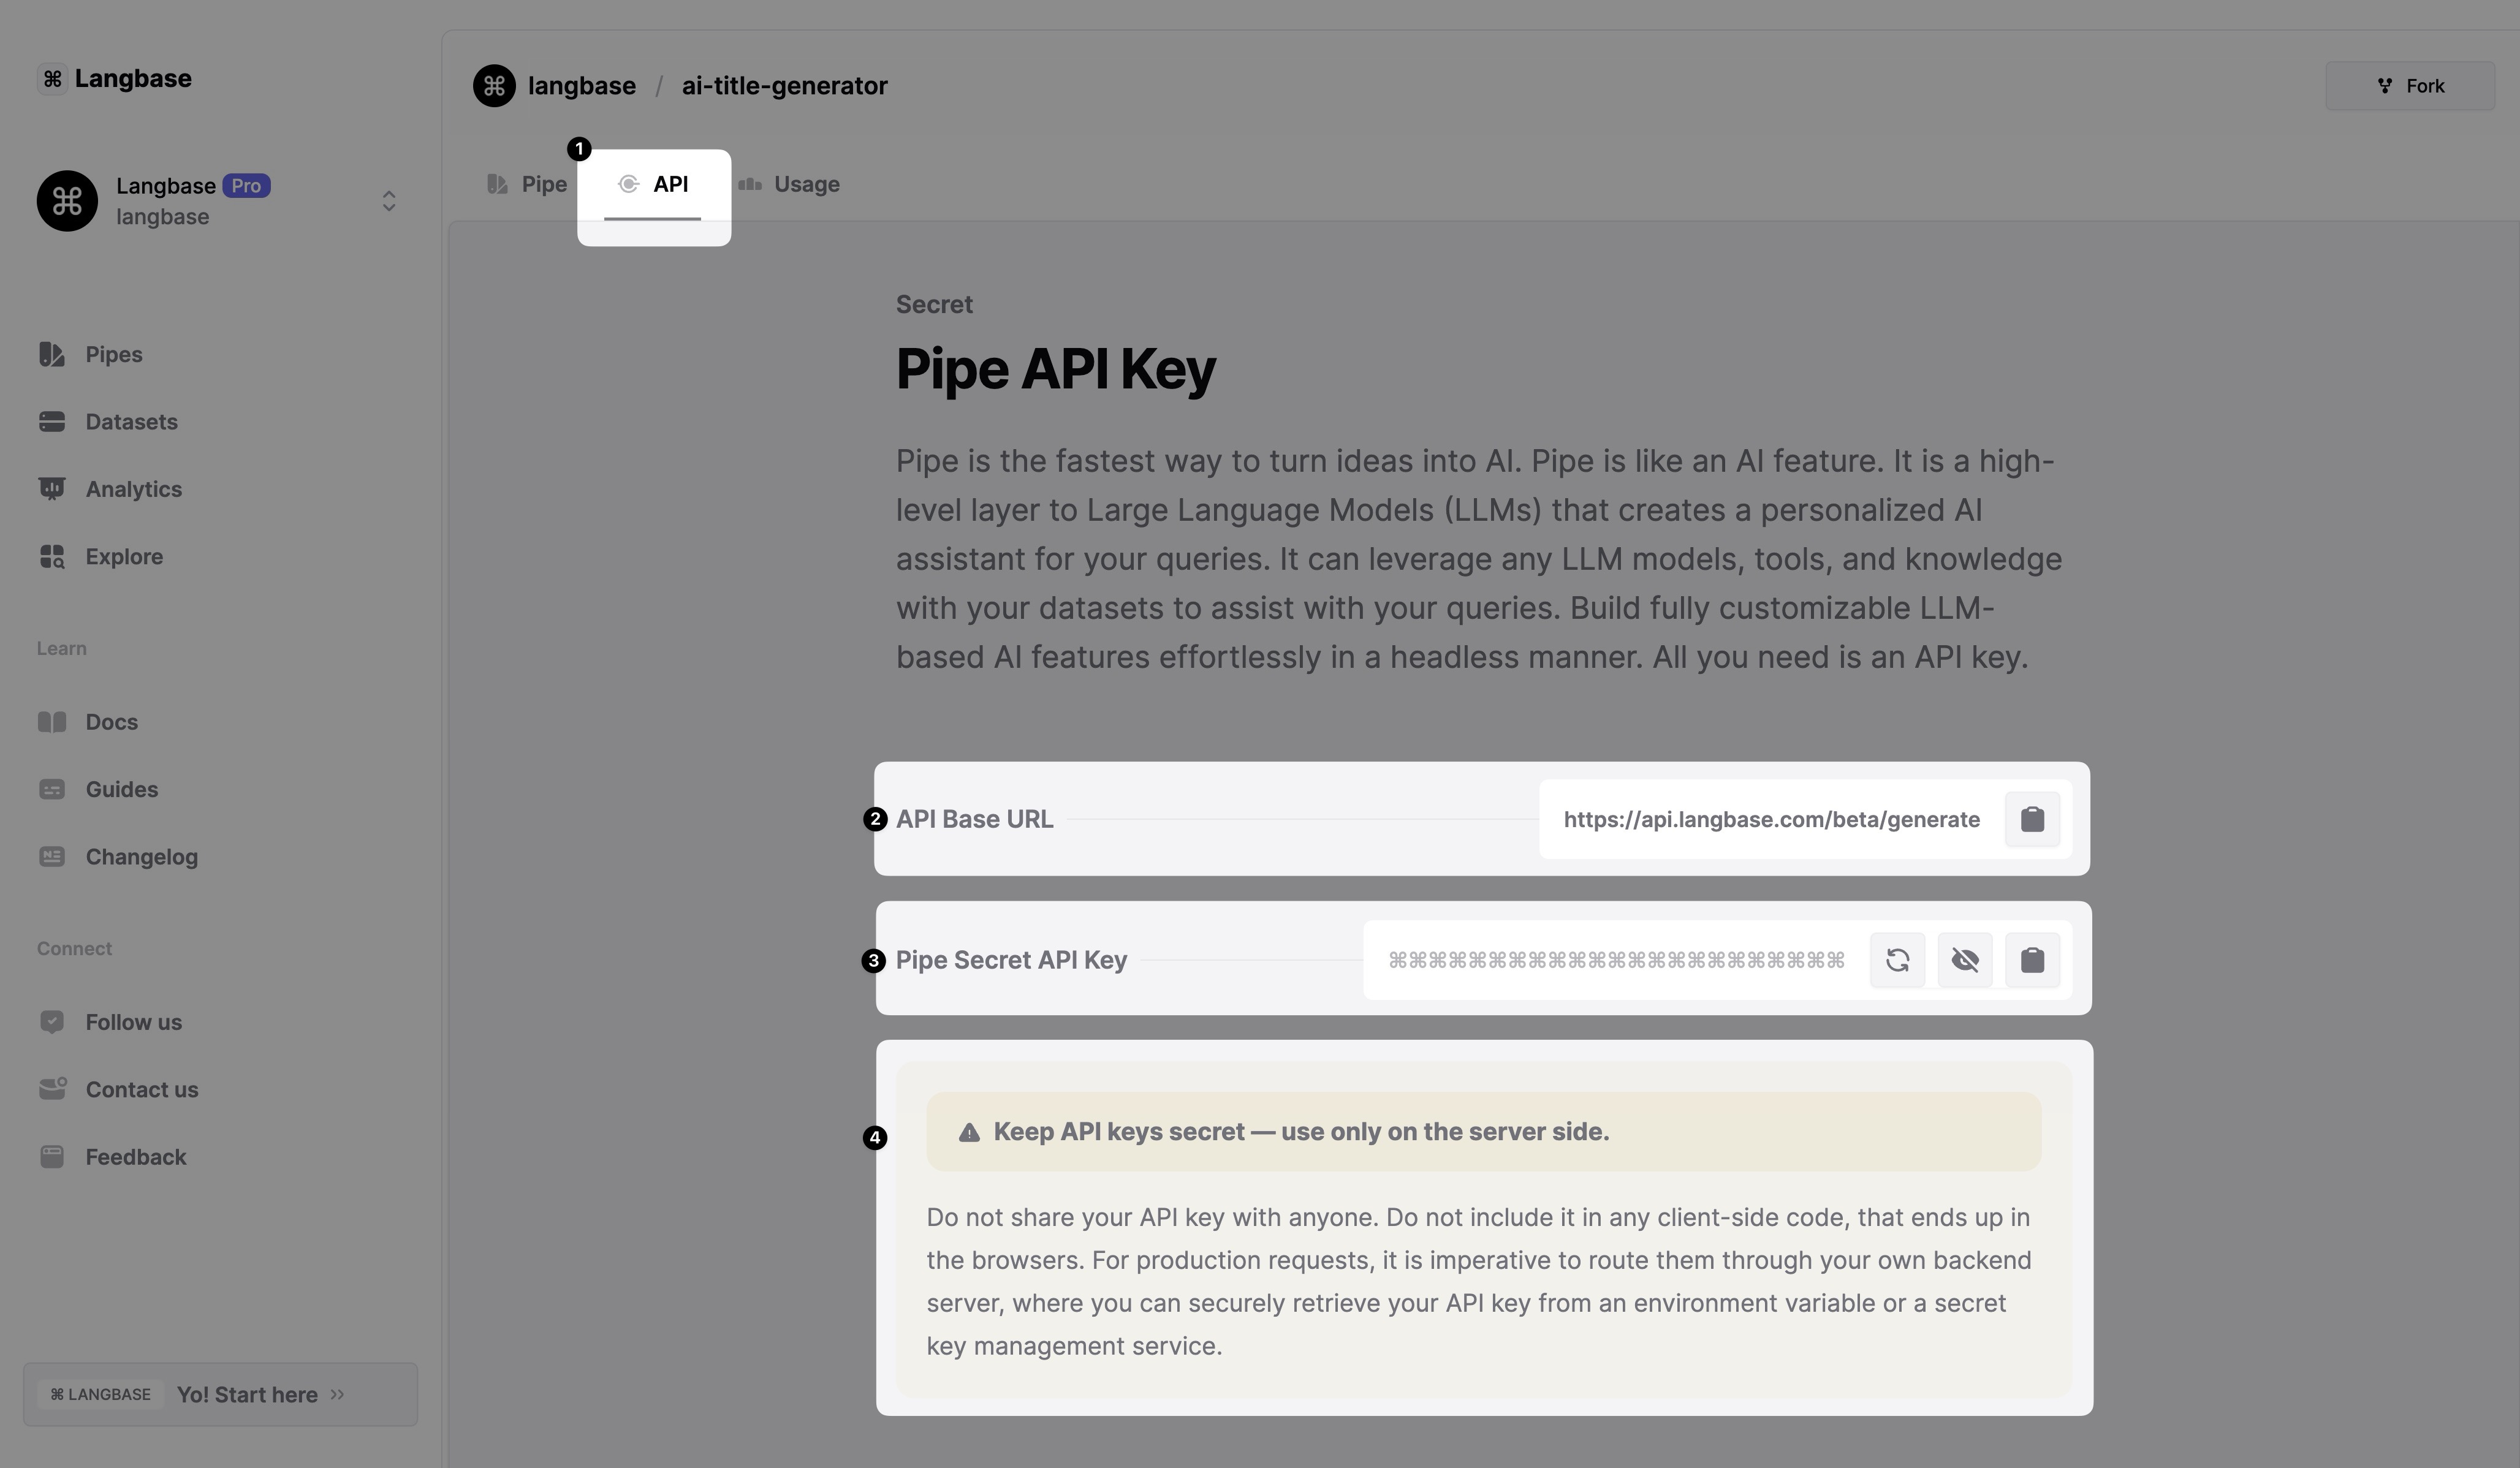 ⌘ Langbase
Langbase Pro
langbase
Pipes
Datasets
Analytics
Explore
Learn
Docs
Guides
Changelog
Connect
Follow us
Contact us
Feedback
⌘ LANGBASE Yo! Start here
langbase / ai-title-generator
Fork
1
Pipe API Usage
Secret
Pipe API Key
Pipe is the fastest way to turn ideas into AI. Pipe is like an AI feature. It is a high-
level layer to Large Language Models (LLMs) that creates a personalized AI
assistant for your queries. It can leverage any LLM models, tools, and knowledge
with your datasets to assist with your queries. Build fully customizable LLM-
based AI features effortlessly in a headless manner. All you need is an API key.
2 API Base URL https://api.langbase.com/beta/generate
3 Pipe Secret API Key ⌘⌘⌘⌘⌘⌘⌘⌘⌘⌘⌘⌘⌘⌘⌘⌘⌘⌘⌘⌘⌘⌘⌘
4 Keep API keys secret — use only on the server side.
Do not share your API key with anyone. Do not include it in any client-side code, that ends up in
the browsers. For production requests, it is imperative to route them through your own backend
server, where you can securely retrieve your API key from an environment variable or a secret
key management service.